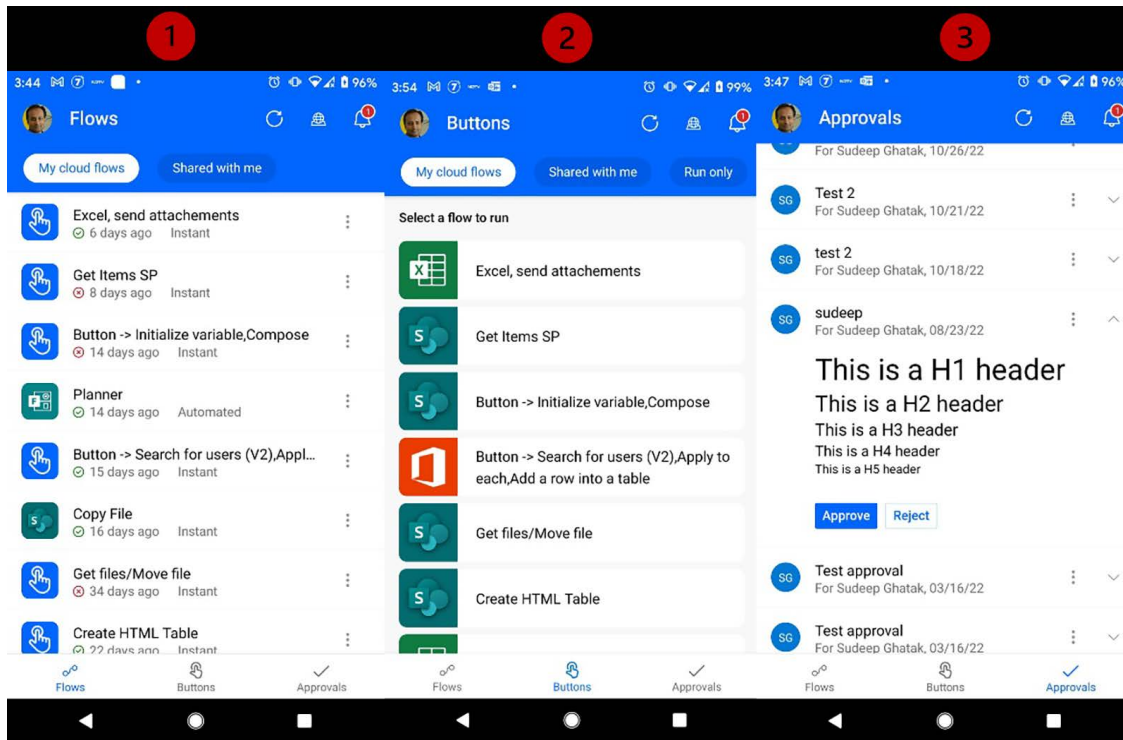 1
3:44
96%
Flows
1
My cloud flows
Shared with me
Excel, send attachements
6 days ago Instant
Get Items SP
8 days ago Instant
Button -> Initialize variable,Compose
14 days ago Instant
Planner
14 days ago Automated
Button -> Search for users (V2),Appl...
15 days ago Instant
S
Copy File
16 days ago Instant
Get files/Move file
34 days ago Instant
Create HTML Table
22 days ago Instant
Flows
Buttons
Approvals
2
3:54
99%
Buttons
1
My cloud flows
Shared with me
Run only
Select a flow to run
X
Excel, send attachements
S
Get Items SP
S
Button -> Initialize variable,Compose
Button -> Search for users (V2),Apply to
each,Add a row into a table
S
Get files/Move file
S
Create HTML Table
Flows
Buttons
Approvals
3
3:47
96%
Approvals
1
SG
For Sudeep Ghatak, 10/26/22
SG
Test 2
For Sudeep Ghatak, 10/21/22
SG
test 2
For Sudeep Ghatak, 10/18/22
SG
sudeep
For Sudeep Ghatak, 08/23/22
This is a H1 header
This is a H2 header
This is a H3 header
This is a H4 header
This is a H5 header
Approve
Reject
SG
Test approval
For Sudeep Ghatak, 03/16/22
SG
Test approval
For Sudeep Ghatak, 03/16/22
Flows
Buttons
Approvals